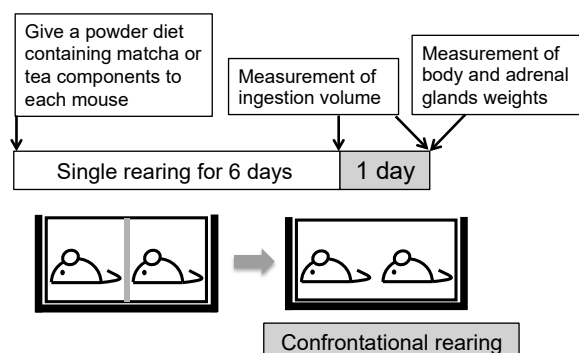 Give a powder diet
containing matcha or
tea components to
each mouse
Measurement of
ingestion volume
Measurement of
body and adrenal
glands weights
Single rearing for 6 days
1 day
Confrontational rearing